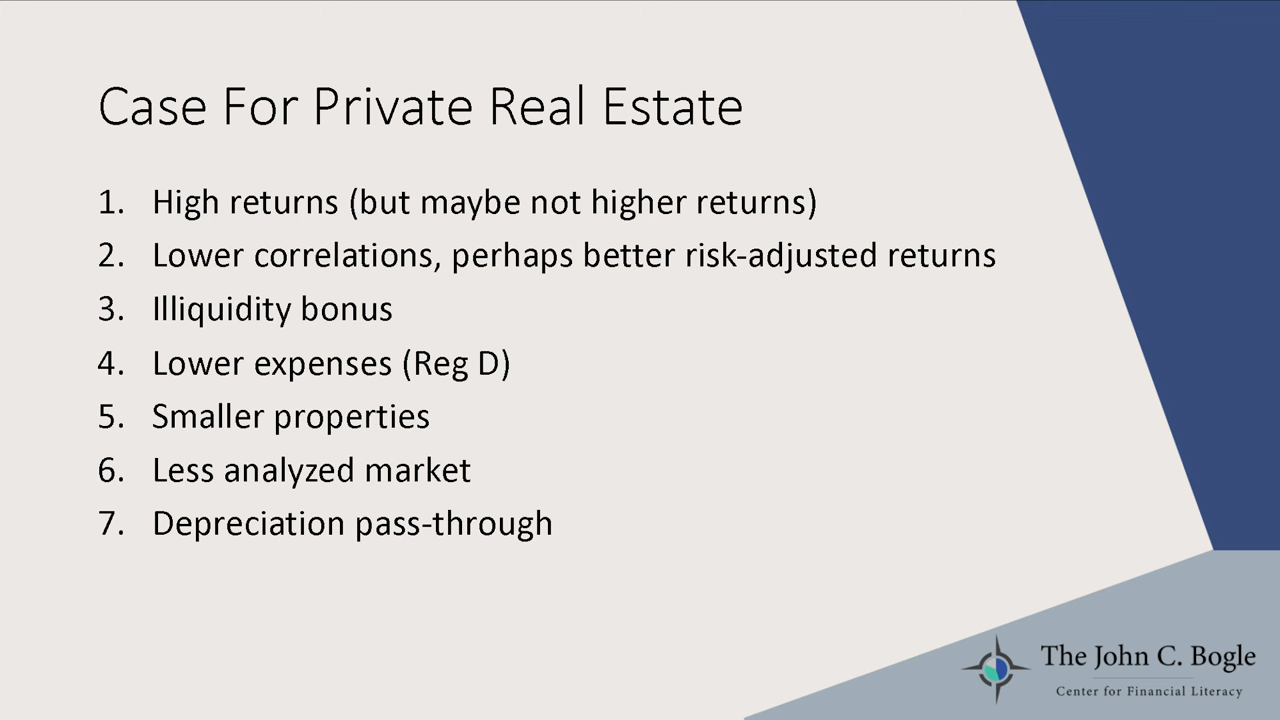 Case For Private Real Estate
1. High returns (but maybe not higher returns)
2. Lower correlations, perhaps better risk-adjusted returns
3. Illiquidity bonus
4. Lower expenses (Reg D)
5. Smaller properties
6. Less analyzed market
7. Depreciation pass-through
The John C. Bogle
Center for Financial Literacy